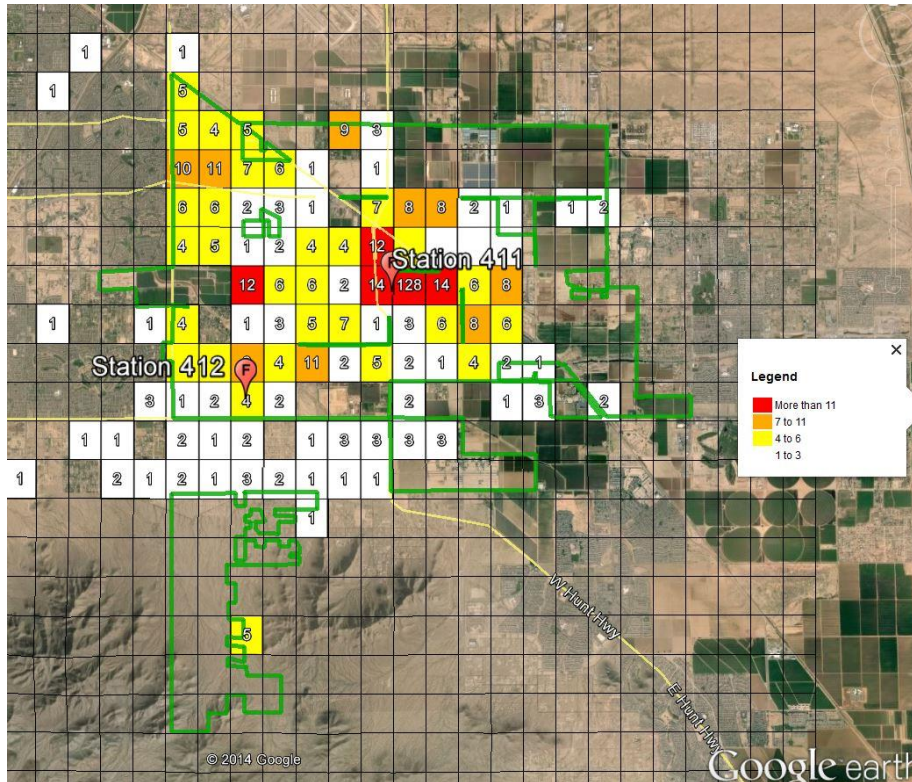 1 1
1 5
5 4 5 9 3
10 11 7 6 1 1
6 6 2 3 1 7 8 8 2 1 1 2
4 5 1 2 4 4 12
Station 411
12 6 6 2 14 128 14 6 8
1 1 4 1 3 5 7 1 3 6 8 6
Station 412
4 11 2 5 2 1 4 2 1
F
3 1 2 4 2 2 1 3 2
1 1 2 1 2 1 3 3 3 3
1 2 1 2 1 3 2 1 1 1
1
5
W Hunt Hwy
E Hunt Hwy
Legend
More than 11
7 to 11
4 to 6
1 to 3
© 2014 Google
Google earth